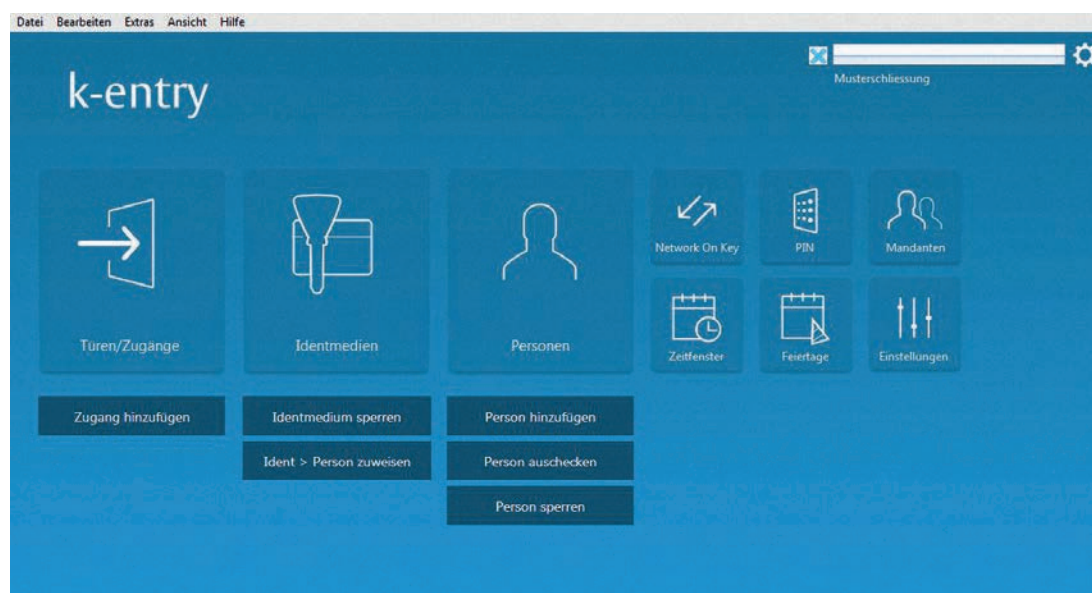 Datei Bearbeiten Extras Ansicht Hilfe
k-entry
Musterschliessung
Türen/Zugänge
Identmedien
Personen
Network On Key
PIN
Mandanten
Zeitfenster
Feiertage
Einstellungen
Zugang hinzufügen
Identmedium sperren
Person hinzufügen
Ident > Person zuweisen
Person auschecken
Person sperren